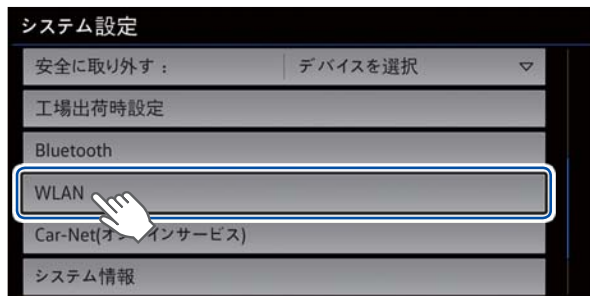 システム設定
安全に取り外す： デバイスを選択
工場出荷時設定
Bluetooth
WLAN
Car-Net(オンラインサービス)
システム情報